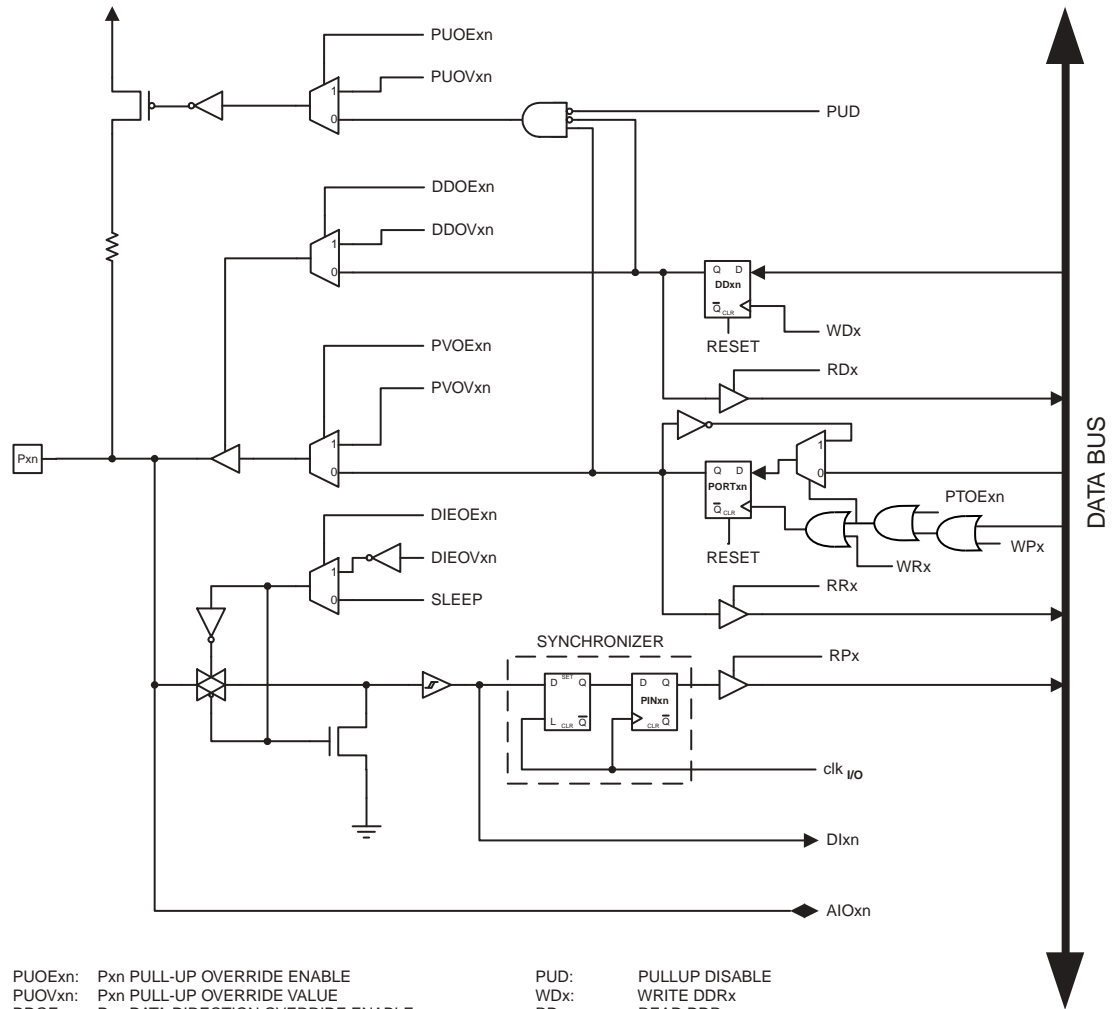 PUOExn
PUOVxn
1
0
PUD
DDOExn
DDOVxn
1
0
Q D
DDxn
Q CLR
WDx
RESET
RDx
PVOExn
PVOVxn
1
0
Pxn
1
0
Q D
PORTxn
Q CLR
PTOExn
WPx
WRx
RESET
DATA BUS
DIEOExn
DIEOVxn
1
0
SLEEP
RRx
SYNCHRONIZER
RPx
D SET Q
L CLR Q
D Q
PINxn
CLR Q
clk I/O
DIxn
AIOxn
PUOExn: Pxn PULL-UP OVERRIDE ENABLE
PUOVxn: Pxn PULL-UP OVERRIDE VALUE
PUD: PULLUP DISABLE
WDx: WRITE DDRx